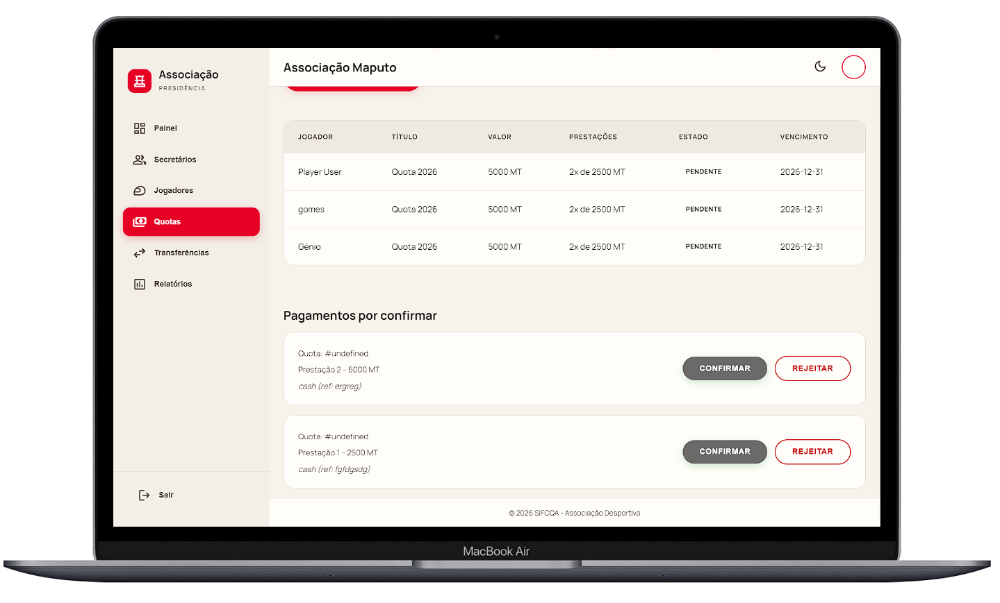 Associação
PRESIDÊNCIA
Painel
Secretários
Jogadores
Quotas
Transferências
Relatórios
Sair
Associação Maputo
JOGADOR TÍTULO VALOR PRESTAÇÕES ESTADO VENCIMENTO
Player User Quota 2026 5000 MT 2x de 2500 MT PENDENTE 2026-12-31
gomes Quota 2026 5000 MT 2x de 2500 MT PENDENTE 2026-12-31
Génio Quota 2026 5000 MT 2x de 2500 MT PENDENTE 2026-12-31
Pagamentos por confirmar
Quota: #undefined
Prestação 2 – 5000 MT
cash (ref: ergreg)
CONFIRMAR REJEITAR
Quota: #undefined
Prestação 1 – 2500 MT
cash (ref: fgfdgsdg)
CONFIRMAR REJEITAR
© 2026 SIFCQA - Associação Desportiva
MacBook Air